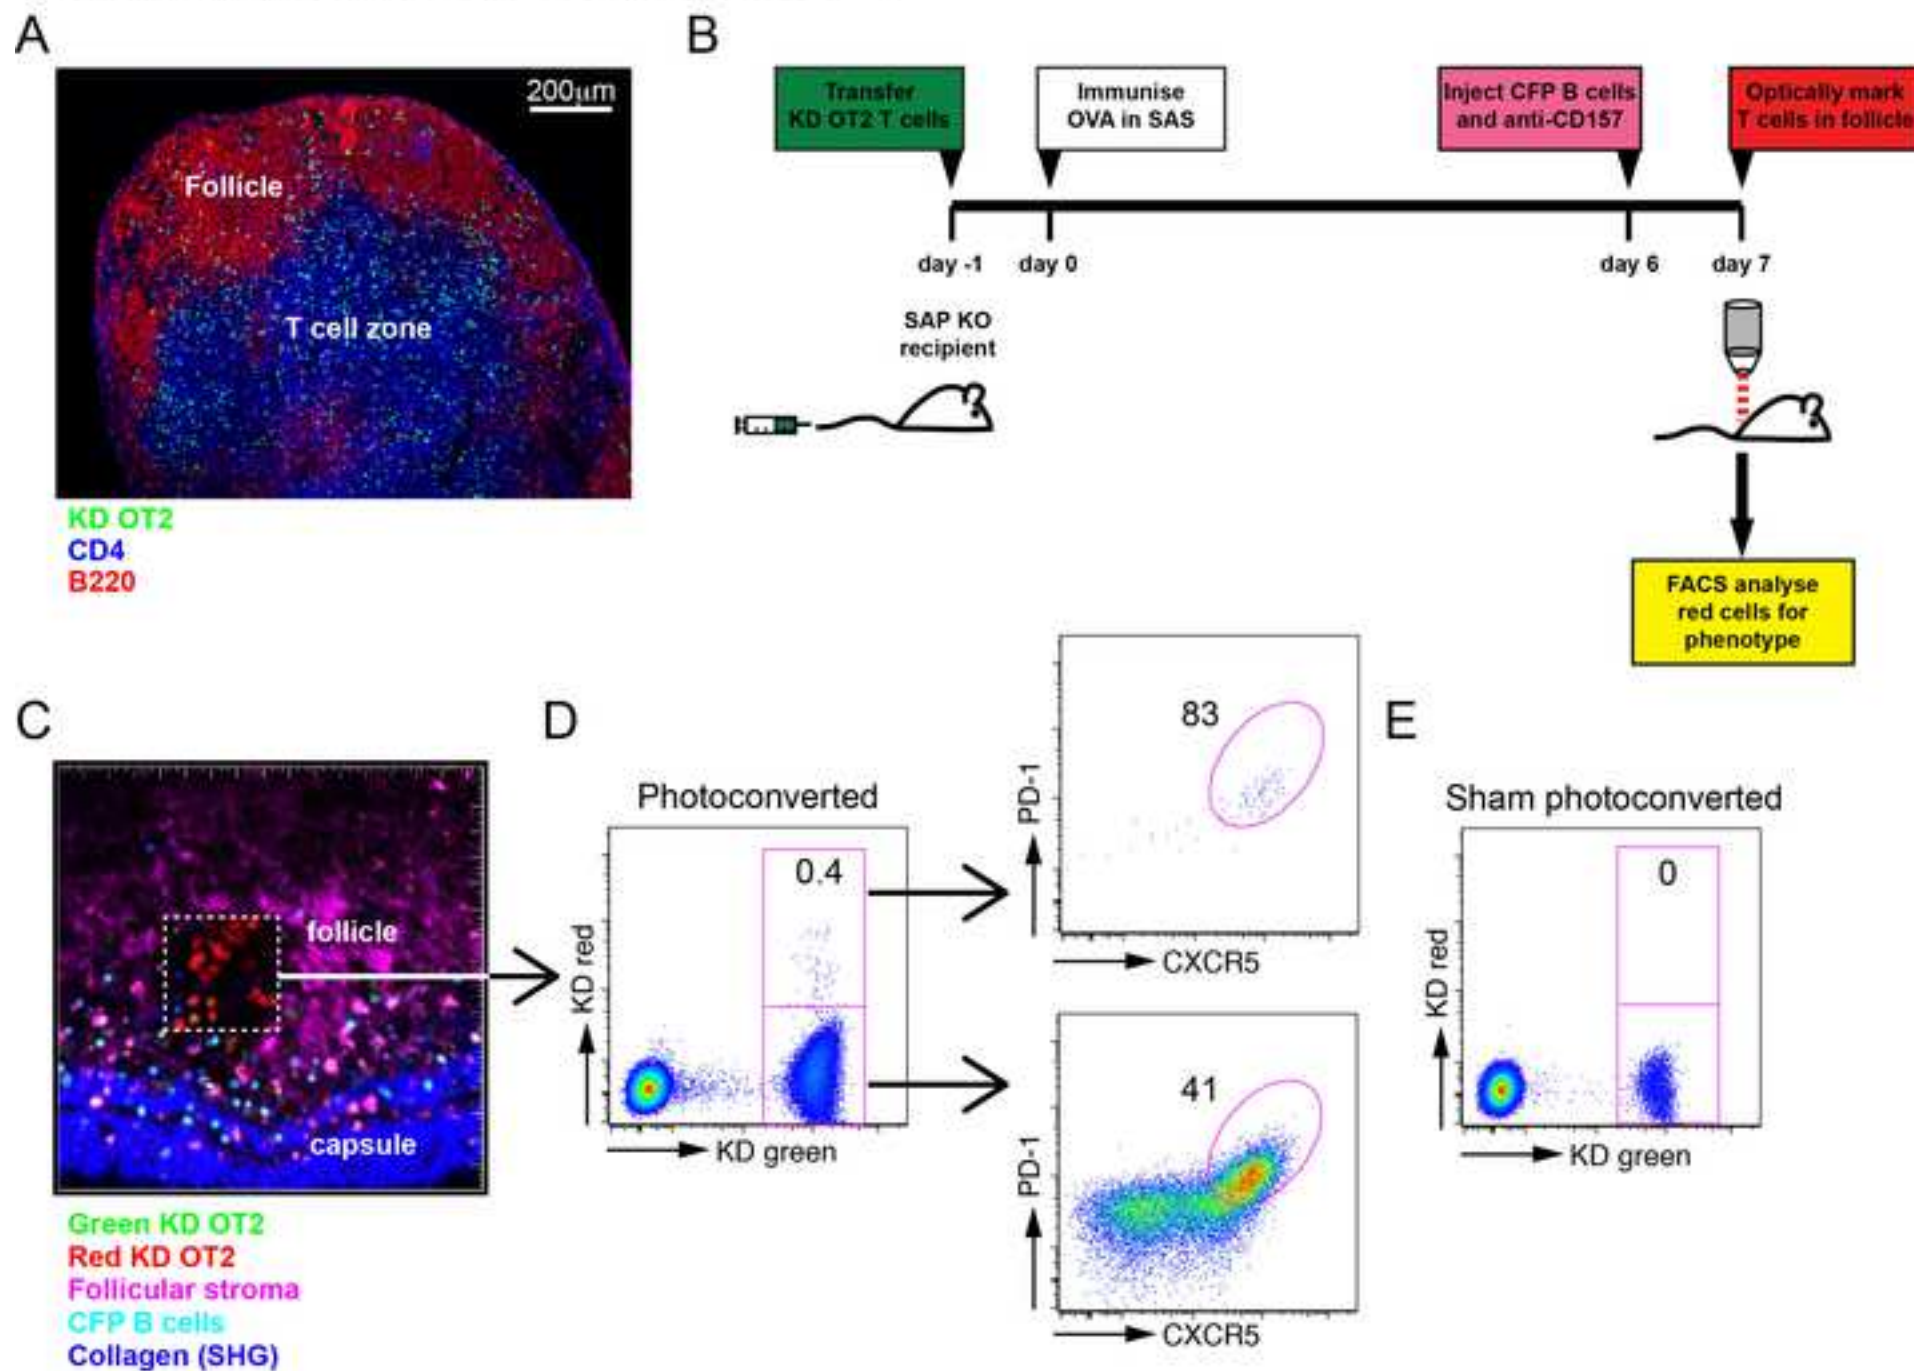 A
200µm
Follicle
T cell zone
KD OT2
CD4
B220
B
Transfer
KD OT2 T cells
Immunise
OVA in SAS
Inject CFP B cells
and anti-CD157
Optically mark
T cells in follicle
day -1
day 0
day 6
day 7
SAP KO
recipient
FACS analyse
red cells for
phenotype
C
follicle
capsule
Green KD OT2
Red KD OT2
Follicular stroma
CFP B cells
Collagen (SHG)
D
Photoconverted
0.4
KD red
KD green
83
PD-1
CXCR5
41
PD-1
CXCR5
E
Sham photoconverted
0
KD red
KD green